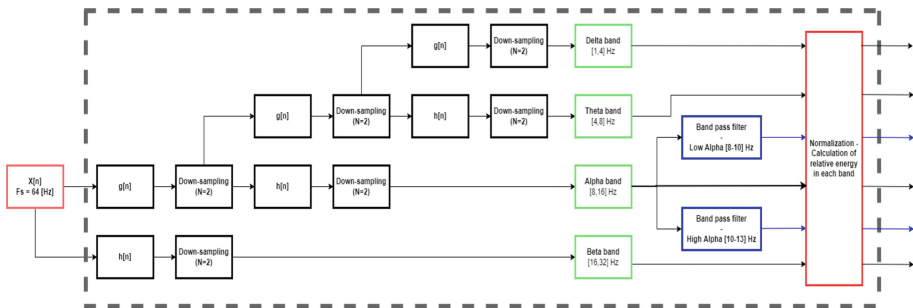 g[n]
Down-sampling
(N=2)
Delta band
[1,4] Hz
g[n]
Down-sampling
(N=2)
h[n]
Down-sampling
(N=2)
Theta band
[4,8] Hz
Band pass filter
-
Low Alpha [8-10] Hz
Normalization -
Calculation of
relative energy
in each band
X[n]
Fs = 64 [Hz]
g[n]
Down-sampling
(N=2)
h[n]
Down-sampling
(N=2)
Alpha band
[8,16] Hz
Band pass filter
-
High Alpha [10-13] Hz
h[n]
Down-sampling
(N=2)
Beta band
[16,32] Hz